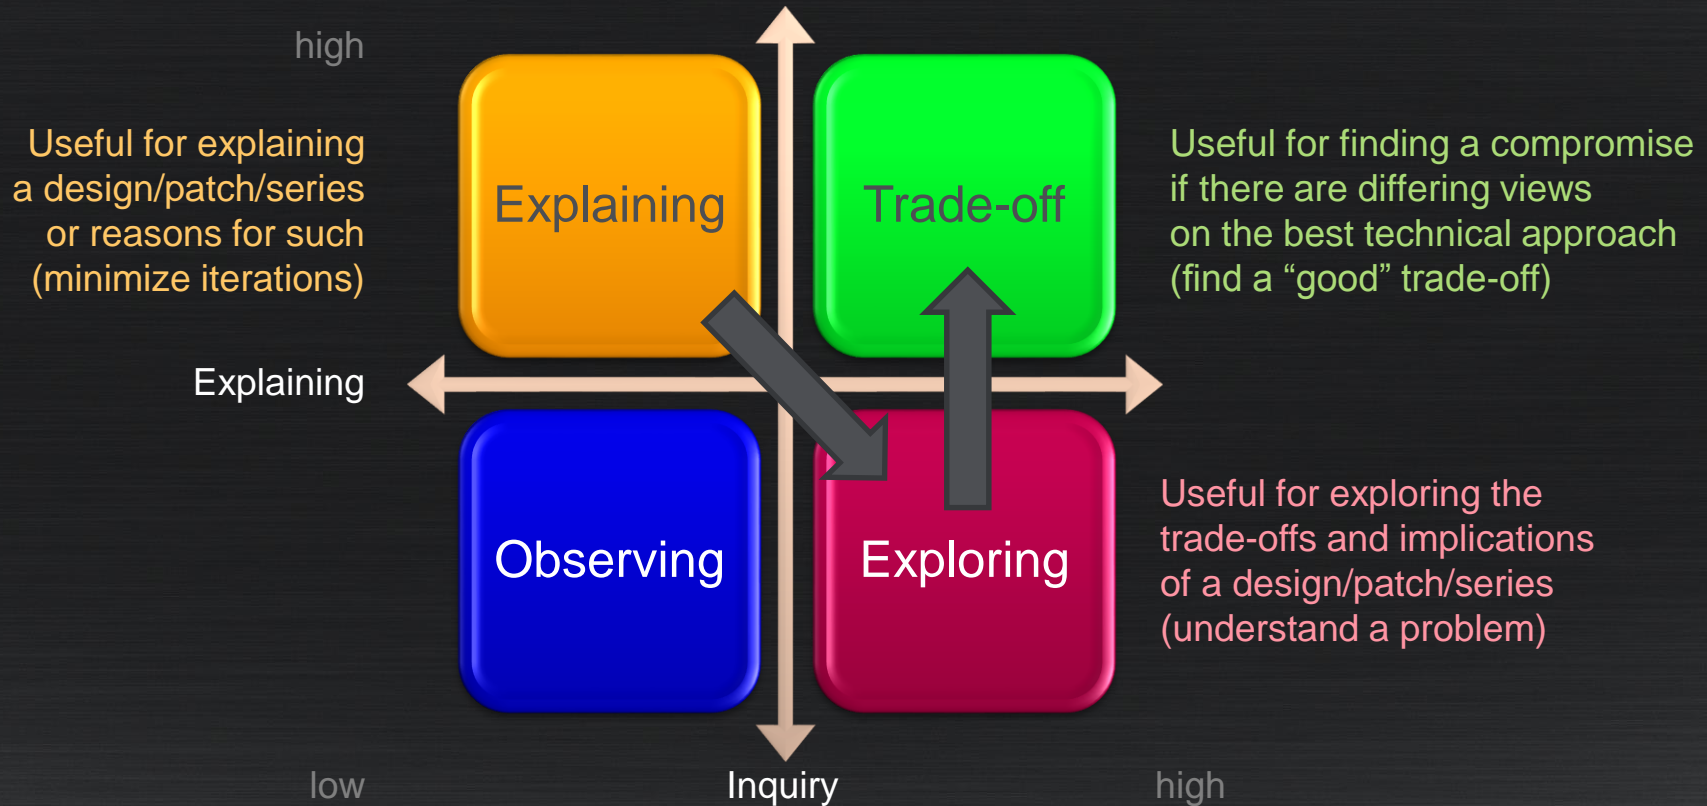 high
Useful for explaining
a design/patch/series
or reasons for such
(minimize iterations)
Explaining
Trade-off
Useful for finding a compromise
if there are differing views
on the best technical approach
(find a “good” trade-off)
Explaining
Observing
Exploring
Useful for exploring the
trade-offs and implications
of a design/patch/series
(understand a problem)
low
Inquiry
high